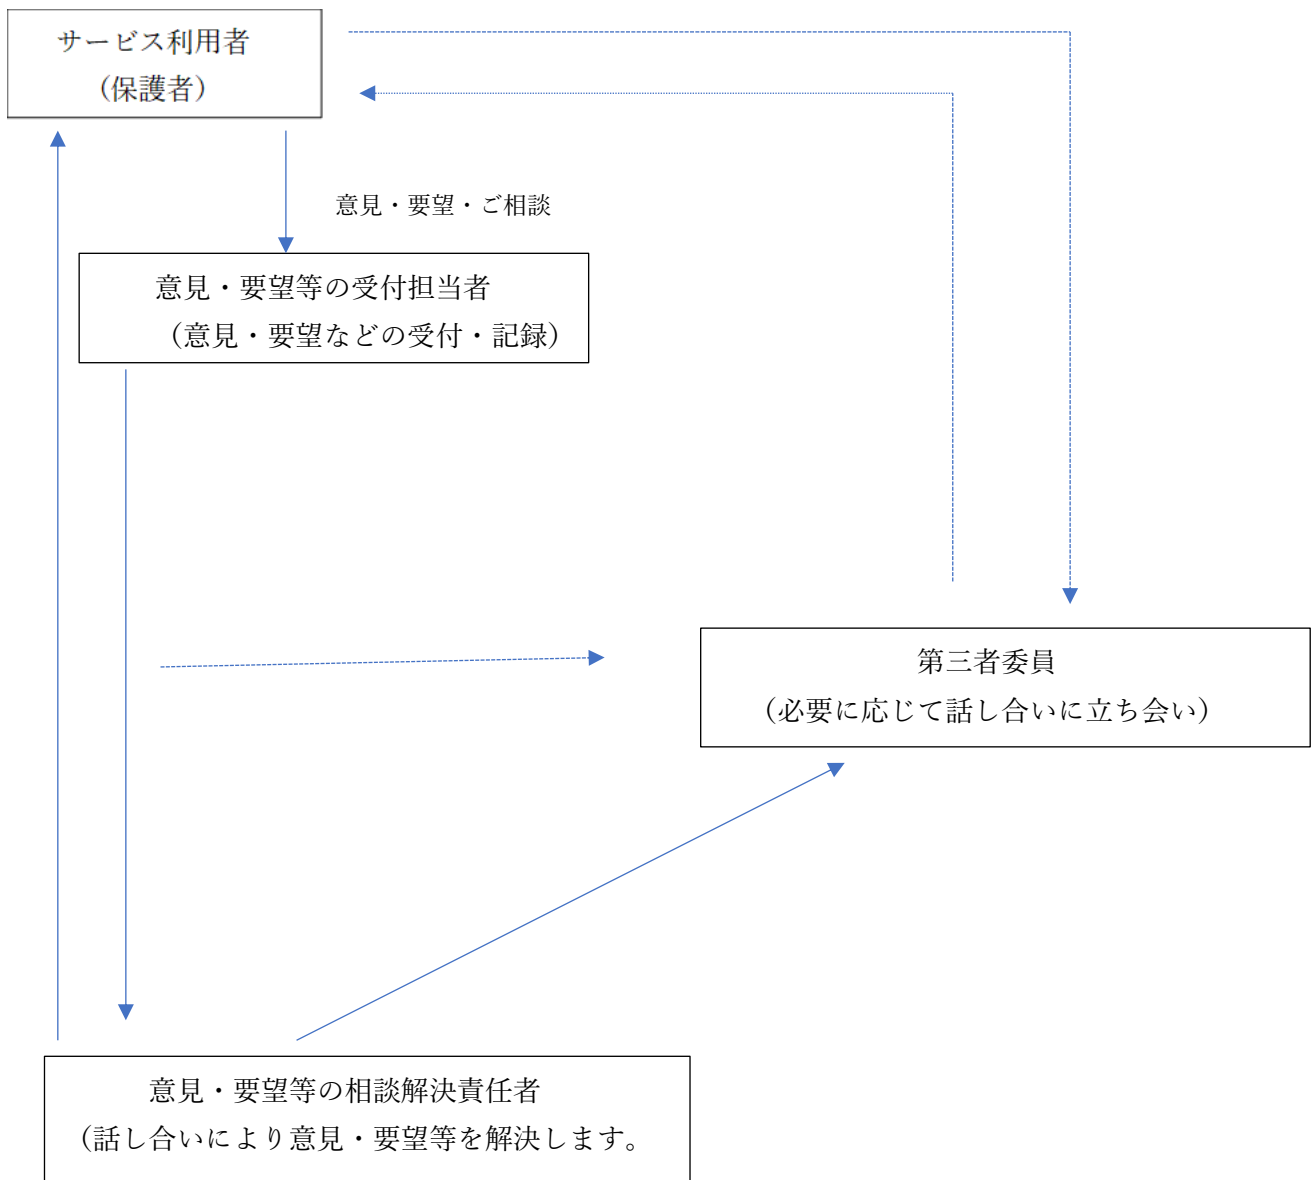 サービス利用者
（保護者）
意見・要望・ご相談
意見・要望等の受付担当者
（意見・要望などの受付・記録）
第三者委員
（必要に応じて話し合いに立ち会い）
意見・要望等の相談解決責任者
（話し合いにより意見・要望等を解決します。